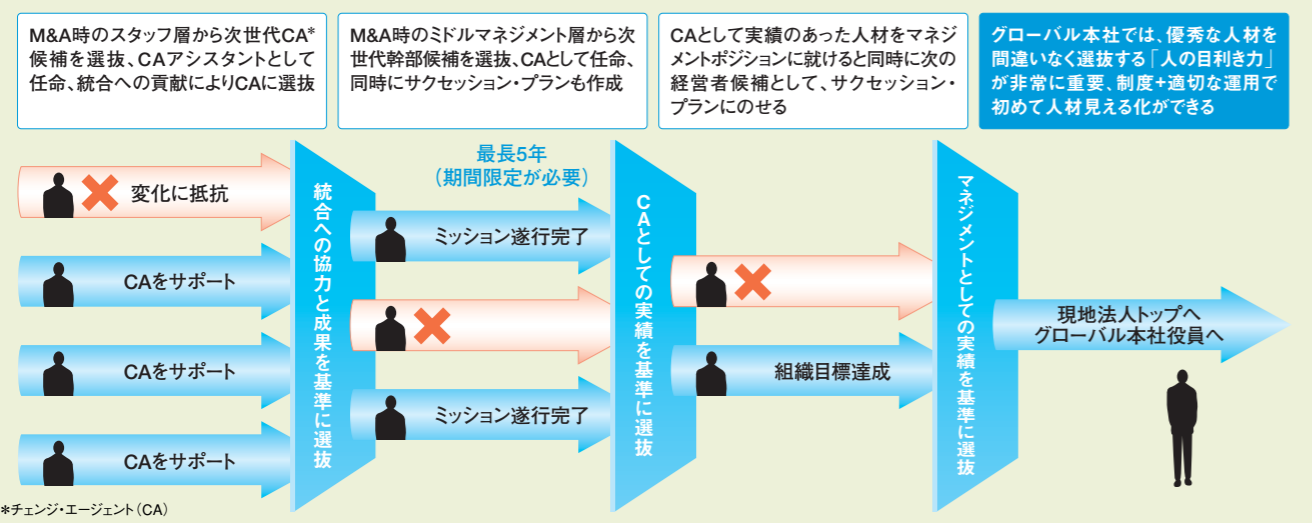 M&A時のスタッフ層から次世代CA*
候補を選抜、CAアシスタントとして
任命、統合への貢献によりCAに選抜
M&A時のミドルマネジメント層から次
世代幹部候補を選抜、CAとして任命、
同時にサクセッション・プランも作成
CAとして実績のあった人材をマネジ
メントポジションに就けると同時に次の
経営者候補として、サクセッション・
プランにのせる
グローバル本社では、優秀な人材を
間違いなく選抜する「人の目利き力」
が非常に重要、制度+適切な運用で
初めて人材見える化ができる
変化に抵抗
CAをサポート
CAをサポート
CAをサポート
統合への協力と成果を基準に選抜
最長5年
(期間限定が必要)
ミッション遂行完了
ミッション遂行完了
CAとしての実績を基準に選抜
組織目標達成
マネジメントとしての実績を基準に選抜
現地法人トップへ
グローバル本社役員へ
*チェンジ・エージェント(CA)